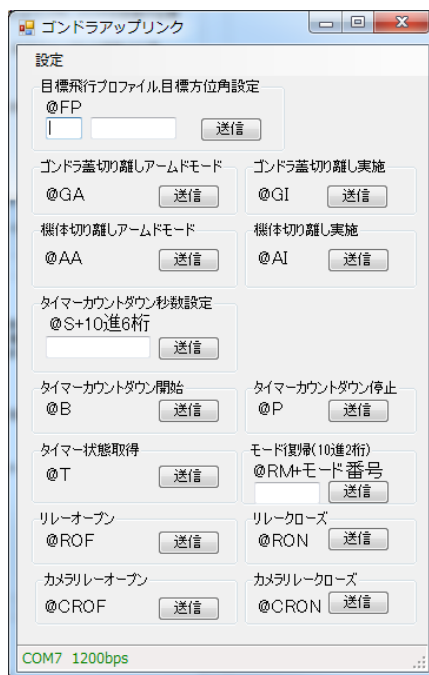 ゴンドラアップリンク
設定
目標飛行プロファイル,目標方位角設定
@FP
送信
ゴンドラ蓋切り離しアームドモード ゴンドラ蓋切り離し実施
@GA 送信 @GI 送信
機体切り離しアームドモード 機体切り離し実施
@AA 送信 @AI 送信
タイマーカウントダウン秒数設定
@S+10進6桁
送信
タイマーカウントダウン開始 タイマーカウントダウン停止
@B 送信 @P 送信
タイマー状態取得 モード復帰(10進2桁)
@T 送信 @RM+モード番号
送信
リレーオープン リレークローズ
@ROF 送信 @RON 送信
カメラリレーオープン カメラリレークローズ
@CROF 送信 @CRON 送信
COM7 1200bps